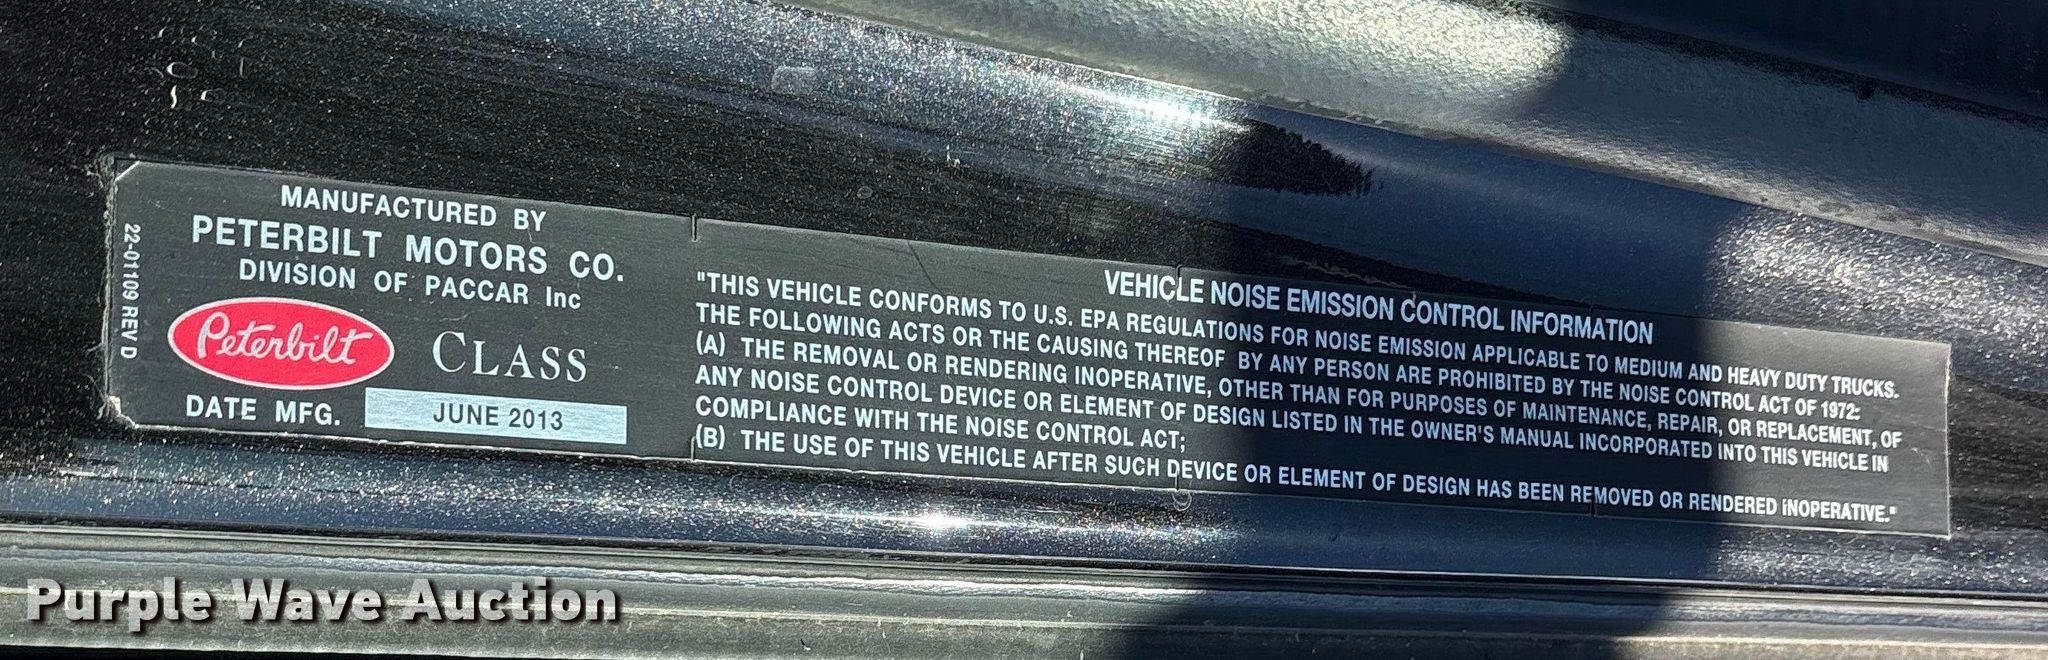 MANUFACTURED BY
PETERBILT MOTORS CO.
DIVISION OF PACCAR Inc
Peterbilt CLASS
DATE MFG. JUNE 2013
22-01109 REV D
VEHICLE NOISE EMISSION CONTROL INFORMATION
"THIS VEHICLE CONFORMS TO U.S. EPA REGULATIONS FOR NOISE EMISSION APPLICABLE TO MEDIUM AND HEAVY DUTY TRUCKS.
THE FOLLOWING ACTS OR THE CAUSING THEREOF BY ANY PERSON ARE PROHIBITED BY THE NOISE CONTROL ACT OF 1972:
(A) THE REMOVAL OR RENDERING INOPERATIVE, OTHER THAN FOR PURPOSES OF MAINTENANCE, REPAIR, OR REPLACEMENT, OF
ANY NOISE CONTROL DEVICE OR ELEMENT OF DESIGN LISTED IN THE OWNER'S MANUAL INCORPORATED INTO THIS VEHICLE IN
COMPLIANCE WITH THE NOISE CONTROL ACT;
(B) THE USE OF THIS VEHICLE AFTER SUCH DEVICE OR ELEMENT OF DESIGN HAS BEEN REMOVED OR RENDERED INOPERATIVE."
Purple Wave Auction